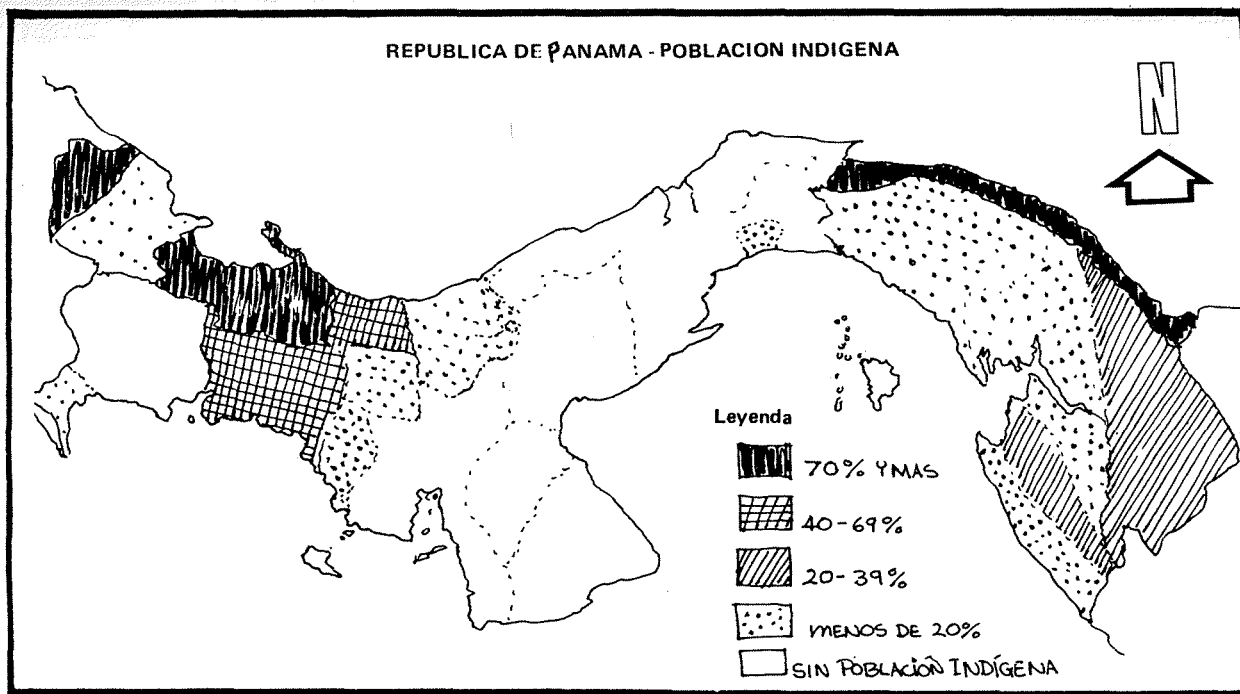 REPUBLICA DE PANAMA - POBLACION INDIGENA
N
Leyenda
70% Y MAS
40-69%
20-39%
MENOS DE 20%
SIN POBLACIÓN INDÍGENA